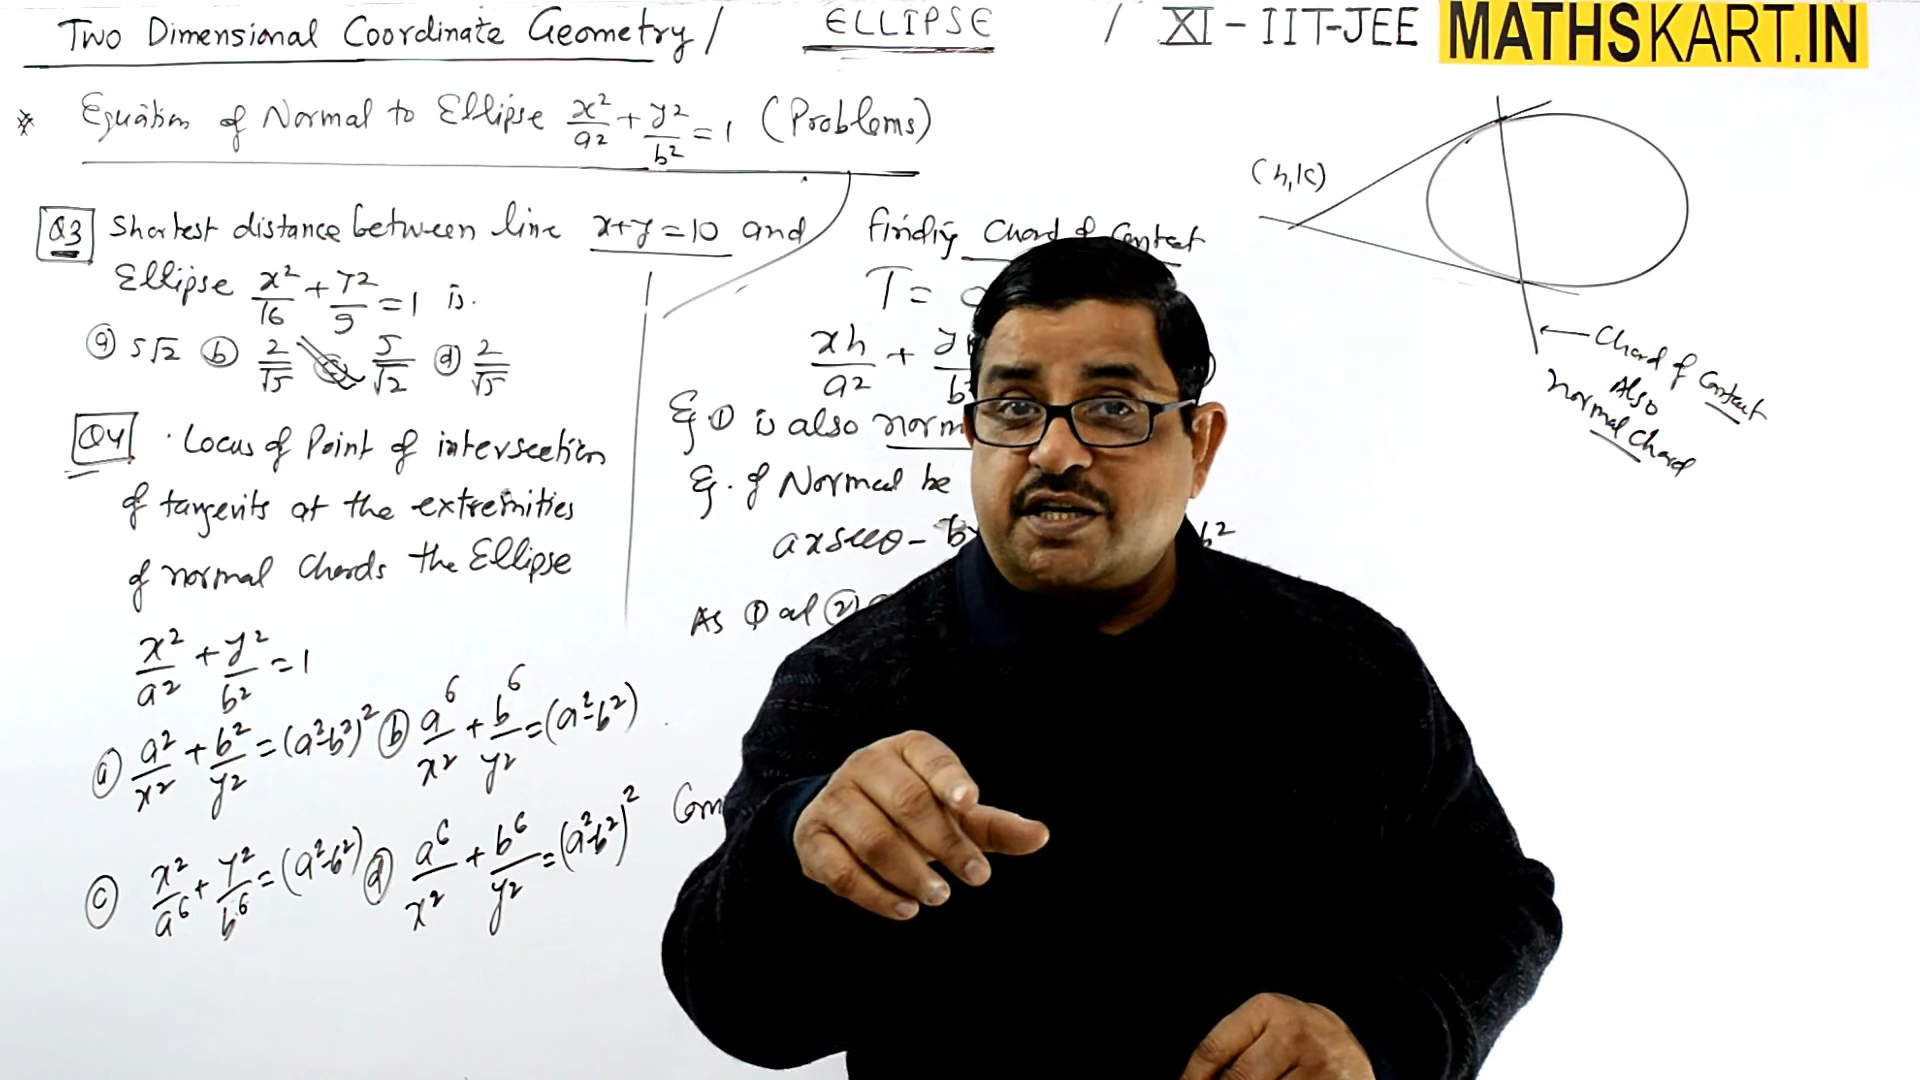 Two Dimensional Coordinate Geometry / ELLIPSE / XI - IIT-JEE MATHSKART.IN
* Equation of Normal to Ellipse x²/a² + y²/b² = 1 (Problems)
Q3 Shortest distance between line x+y=10 and
Ellipse x²/16 + y²/9 = 1 is.
(a) 5√2 (b) 2/√5 (c) 5/√2 (d) 2/√5
Q4 . Locus of Point of intersection
of tangents at the extremities
of normal Chords the Ellipse
x²/a² + y²/b² = 1
(a) a²/x² + b²/y² = (a²-b²)² (b) a⁶/x² + b⁶/y² = (a²-b²)
(c) x²/a⁶ + y²/b⁶ = (a²-b²) (d) a⁶/x² + b⁶/y² = (a²-b²)²
Finding Chord of Contact
T =
xh/a² +
Eq. ① is also
Eq. of Normal be
ax secθ - b²
As ① al ②
(h,k)
Chord of Contact
Also
normal Chord